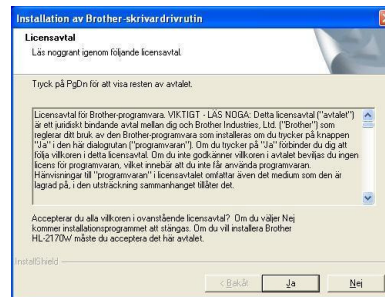 Installation av Brother-skrivardrivrutin
Licensavtal
Läs noggrant igenom följande licensavtal.
Tryck på PgDn för att visa resten av avtalet.
Licensavtal för Brother-programvara. VIKTIGT - LÄS NOGA: Detta licensavtal ("avtalet")
är ett juridiskt bindande avtal mellan dig och Brother Industries, Ltd. ("Brother") som
reglerar ditt bruk av den Brother-programvara som installeras om du trycker på knappen
"Ja" i den här dialogrutan ("programvaran"). Om du trycker på "Ja" förbinder du dig att
följa villkoren i detta licensavtal. Om du inte godkänner villkoren i avtalet beviljas du ingen
licens för programvaran, vilket innebär att du inte får använda programvaran.
Hänvisningar till "programvaran" i licensavtalet omfattar även det medium som den är
lagrad på, i den utsträckning sammanhanget tillåter det.
Accepterar du alla villkoren i ovanstående licensavtal? Om du väljer Nej
kommer installationsprogrammet att stängas. Om du vill installera Brother
HL-2170W måste du acceptera det här avtalet.
InstallShield
< Bakåt
Ja
Nej